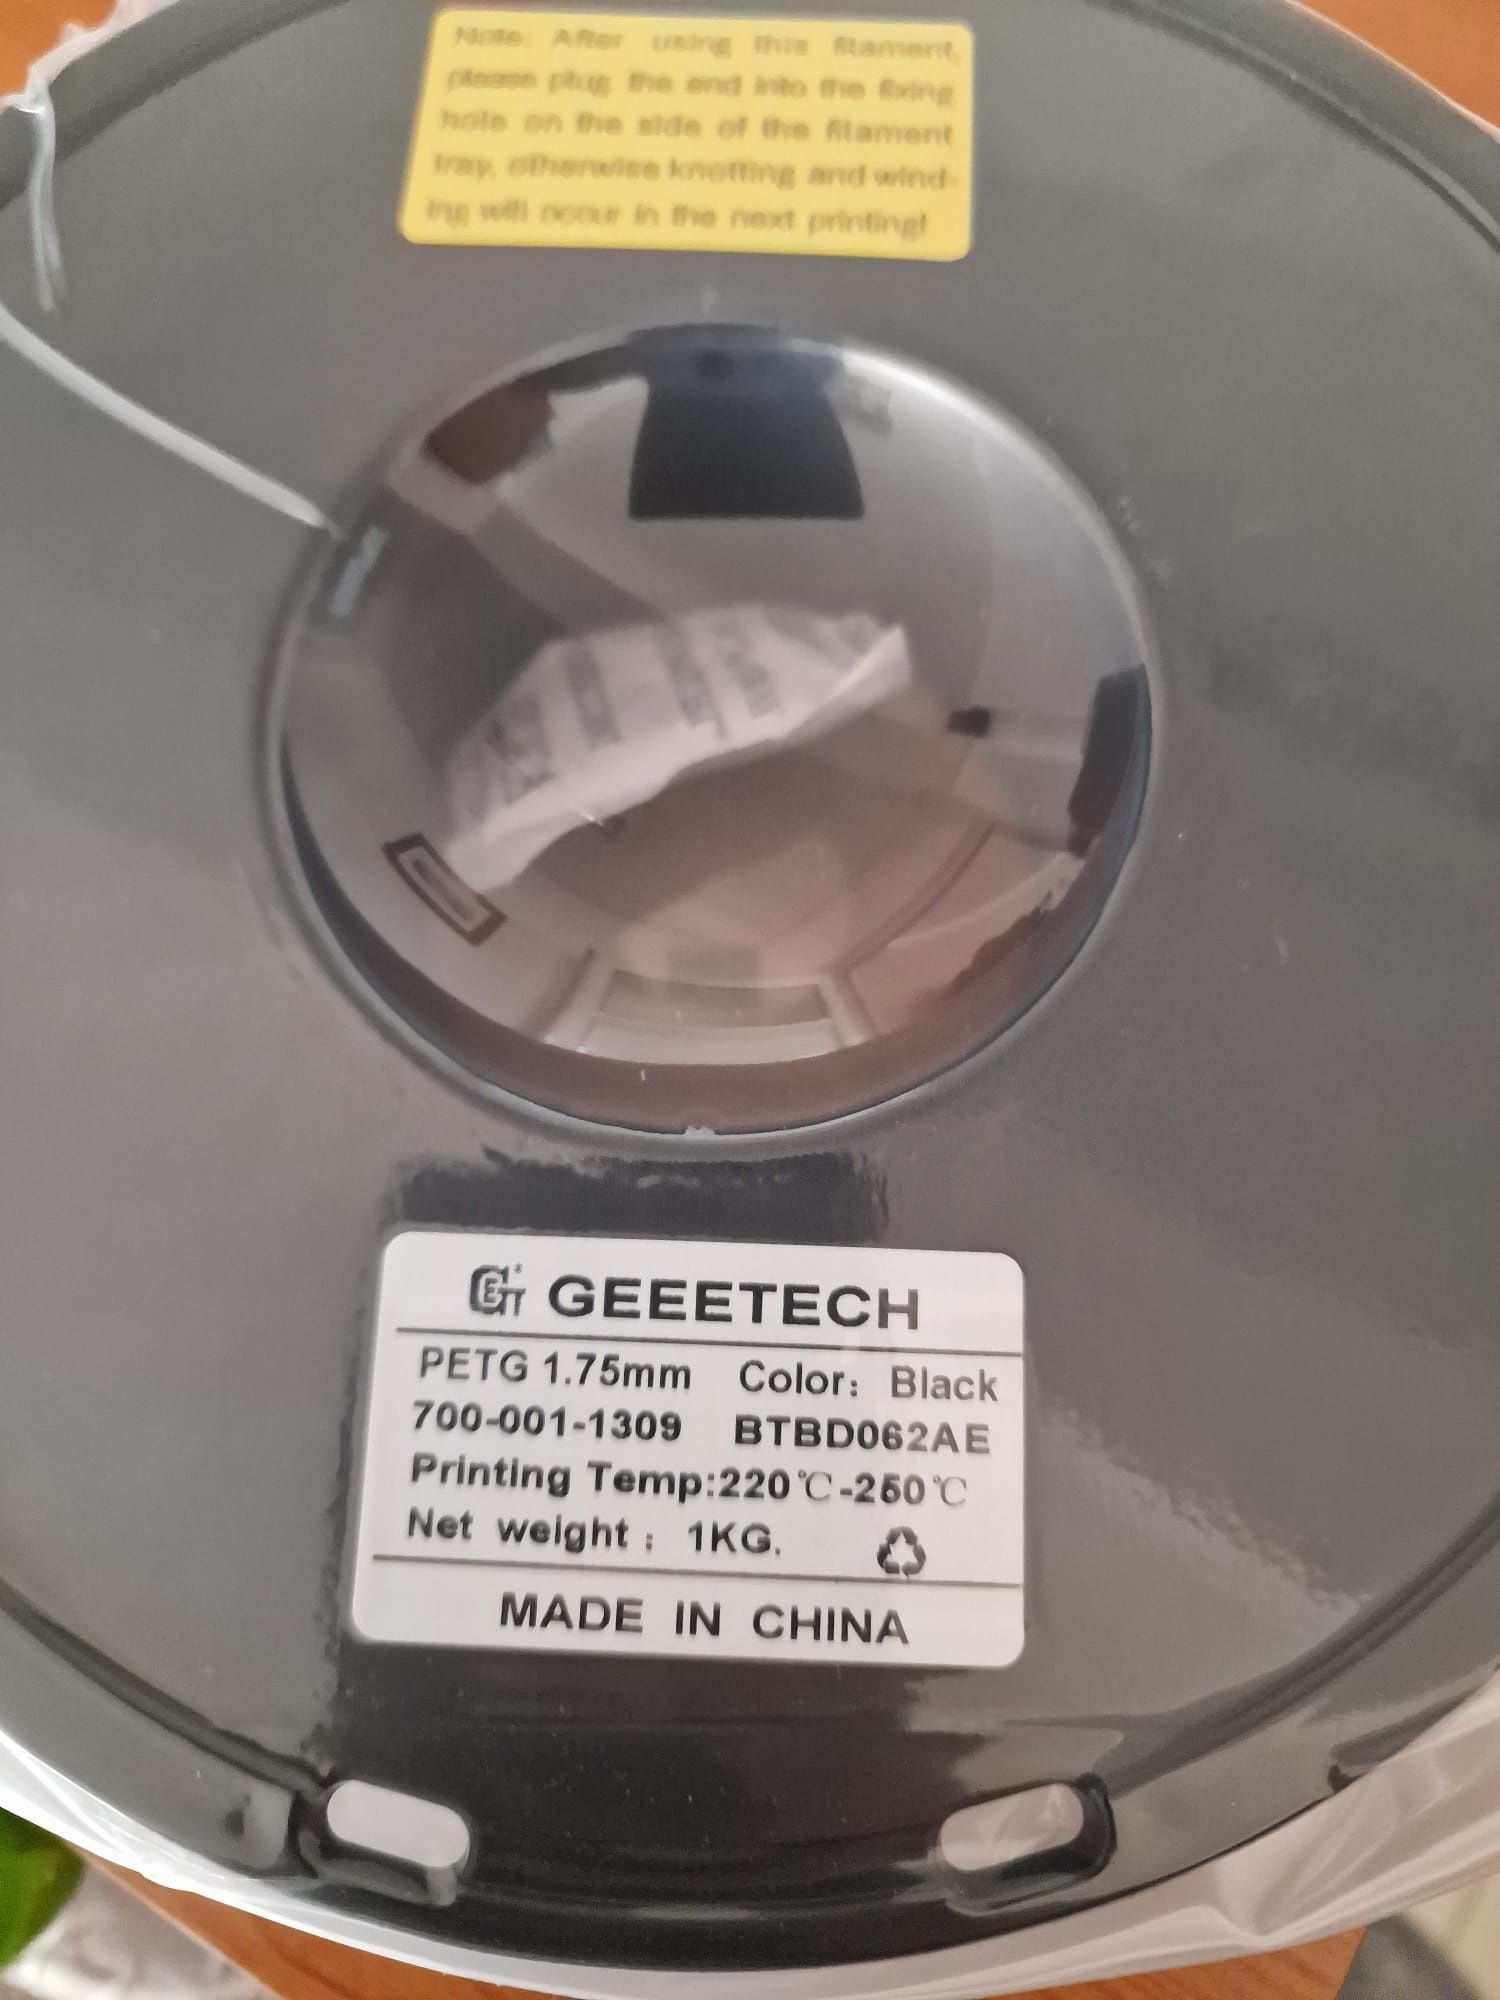 Note: After using this filament,
please plug the end into the fixing
hole on the side of the filament
tray, otherwise knotting and wind-
ing will occur in the next printing!
GEEETECH
PETG 1.75mm Color: Black
700-001-1309 BTBD062AE
Printing Temp:220℃-250℃
Net weight: 1KG.
MADE IN CHINA